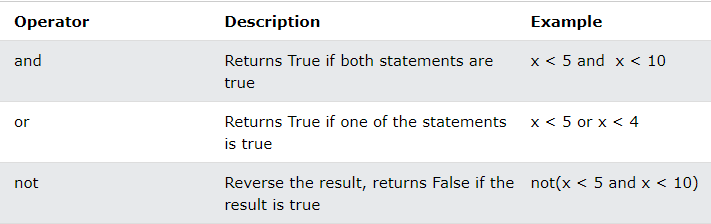 Operator Description Example
and Returns True if both statements are x < 5 and  x < 10
true
or Returns True if one of the statements x < 5 or x < 4
is true
not Reverse the result, returns False if the not(x < 5 and x < 10)
result is true